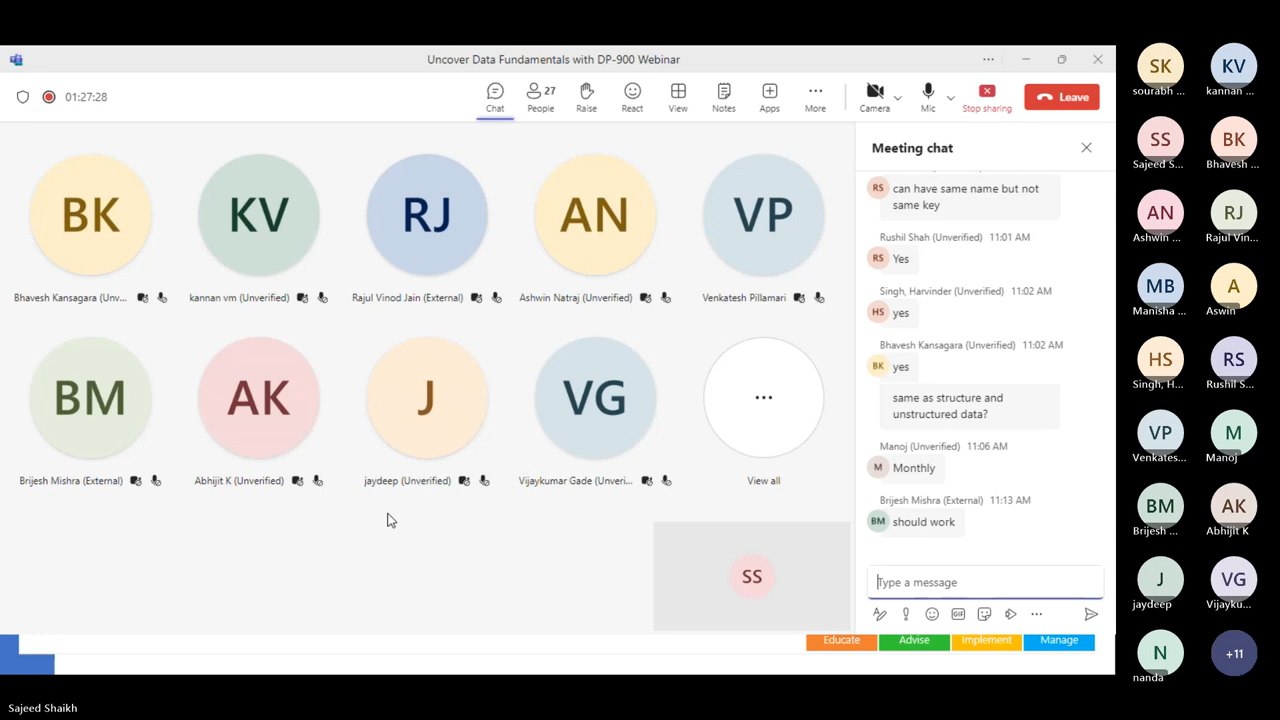 Uncover Data Fundamentals with DP-900 Webinar
01:27:28
Chat
27
People
Raise
React
View
Notes
Apps
More
Camera
Mic
Stop sharing
Leave
BK
KV
RJ
AN
VP
Bhavesh Kansagara (Unv...
kannan vm (Unverified)
Rajul Vinod Jain (External)
Ashwin Natraj (Unverified)
Venkatesh Pillamari
BM
AK
J
VG
...
Brijesh Mishra (External)
Abhijit K (Unverified)
jaydeep (Unverified)
Vijaykumar Gade (Unveri...
View all
SS
Meeting chat
RS
can have same name but not
same key
Rushil Shah (Unverified) 11:01 AM
RS
Yes
Singh, Harvinder (Unverified) 11:02 AM
HS
yes
Bhavesh Kansagara (Unverified) 11:02 AM
BK
yes
same as structure and
unstructured data?
Manoj (Unverified) 11:06 AM
M
Monthly
Brijesh Mishra (External) 11:13 AM
BM
should work
Type a message
GIF
Educate
Advise
Implement
Manage
SK
sourabh ...
KV
kannan ...
SS
Sajeed S...
BK
Bhavesh ...
AN
Ashwin ...
RJ
Rajul Vin...
MB
Manisha ...
A
Aswin
HS
Singh, H...
RS
Rushil S...
VP
Venkates...
M
Manoj
BM
Brijesh ...
AK
Abhijit K
J
jaydeep
VG
Vijayku...
N
nanda
+11
Sajeed Shaikh